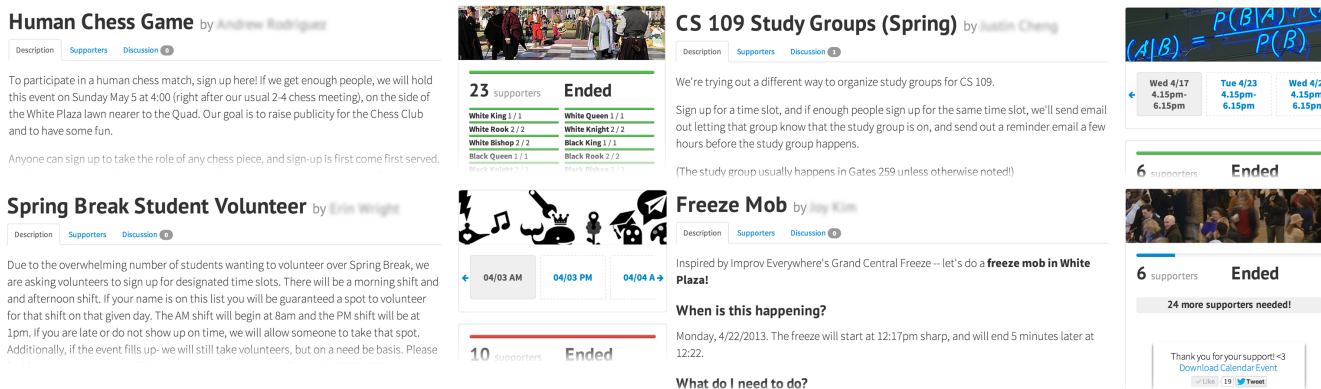 Human Chess Game by
Description Supporters Discussion 0
To participate in a human chess match, sign up here! If we get enough people, we will hold
this event on Sunday May 5 at 4:00 (right after our usual 2-4 chess meeting), on the side of
the White Plaza lawn nearer to the Quad. Our goal is to raise publicity for the Chess Club
and to have some fun.
Anyone can sign up to take the role of any chess piece, and sign-up is first come first served.
23 supporters Ended
White King 1 / 1 White Queen 1 / 1
White Rook 2 / 2 White Knight 2 / 2
White Bishop 2 / 2 Black King 1 / 1
Black Queen 1 / 1 Black Rook 2 / 2
Black Knight 2 / 2 Black Bishop 2 / 2
CS 109 Study Groups (Spring) by
Description Supporters Discussion 1
We're trying out a different way to organize study groups for CS 109.
Sign up for a time slot, and if enough people sign up for the same time slot, we'll send email
out letting that group know that the study group is on, and send out a reminder email a few
hours before the study group happens.
(The study group usually happens in Gates 259 unless otherwise noted!)
P(B|A) P(
(A|B) =
P(B)
Wed 4/17 Tue 4/23 Wed 4/2
4.15pm- 4.15pm- 4.15pm
6.15pm 6.15pm 6.15pm
6 supporters Ended
Spring Break Student Volunteer by
Description Supporters Discussion 0
Due to the overwhelming number of students wanting to volunteer over Spring Break, we
are asking volunteers to sign up for designated time slots. There will be a morning shift and
and afternoon shift. If your name is on this list you will be guaranteed a spot to volunteer
for that shift on that given day. The AM shift will begin at 8am and the PM shift will be at
1pm. If you are late or do not show up on time, we will allow someone to take that spot.
Additionally, if the event fills up- we will still take volunteers, but on a need be basis. Please
04/03 AM 04/03 PM 04/04 A
10 supporters Ended
Freeze Mob by
Description Supporters Discussion 0
Inspired by Improv Everywhere's Grand Central Freeze -- let's do a freeze mob in White
Plaza!
When is this happening?
Monday, 4/22/2013. The freeze will start at 12:17pm sharp, and will end 5 minutes later at
12:22.
What do I need to do?
6 supporters Ended
24 more supporters needed!
Thank you for your support! <3
Download Calendar Event
Like 19 Tweet